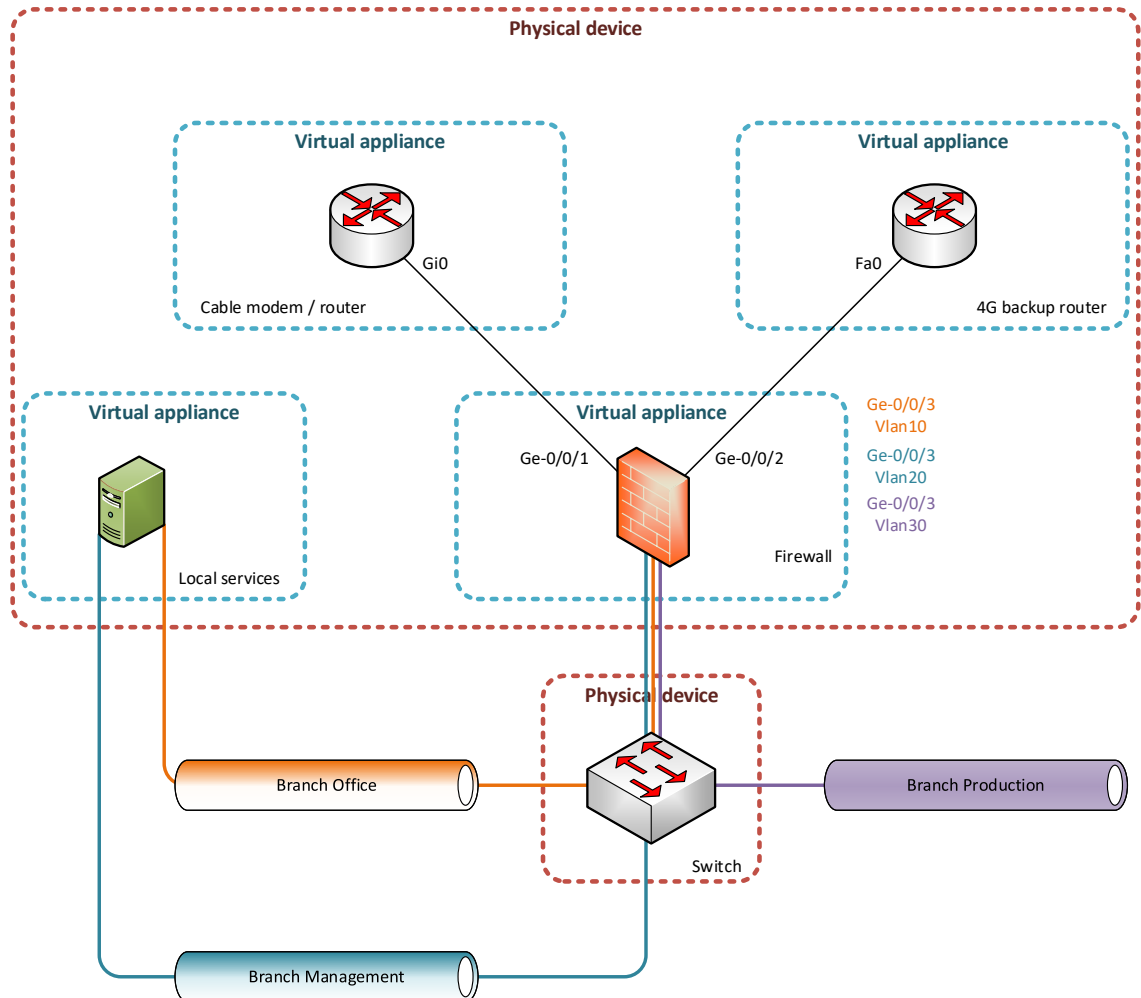 Physical device
Virtual appliance
Virtual appliance
Gi0
Fa0
Cable modem / router
4G backup router
Virtual appliance
Virtual appliance
Ge-0/0/3
Vlan10
Ge-0/0/1
Ge-0/0/2
Ge-0/0/3
Vlan20
Ge-0/0/3
Vlan30
Firewall
Local services
Physical device
Branch Office
Branch Production
Switch
Branch Management